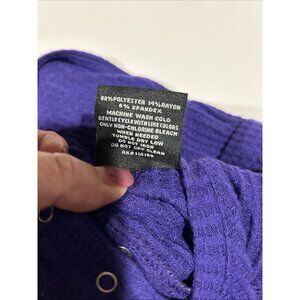 80% POLYESTER 14% RAYON
6% SPANDEX
MACHINE WASH COLD
GENTLE CYCLE WITH LIKE COLORS
ONLY NON-CHLORINE BLEACH
WHEN NEEDED
TUMBLE DRY LOW
DO NOT IRON
DO NOT DRY CLEAN